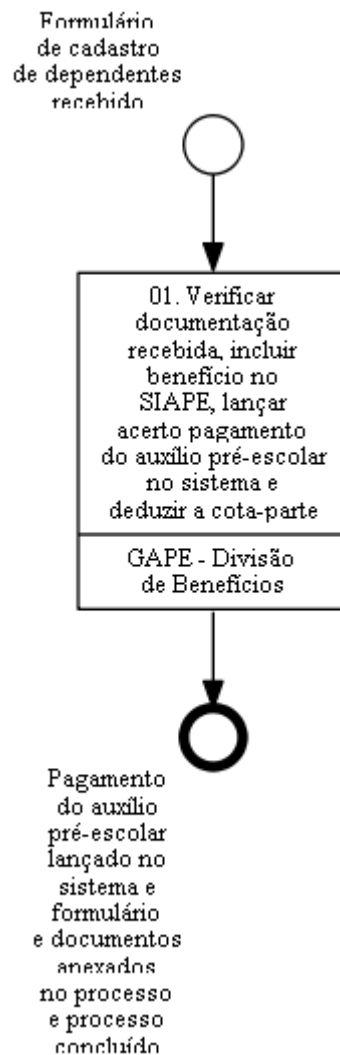 Formulário
de cadastro
de dependentes
recebido
01. Verificar
documentação
recebida, incluir
benefício no
SIAPE, lançar
acerto pagamento
do auxílio pré-escolar
no sistema e
deduzir a cota-parte
GAPE - Divisão
de Benefícios
Pagamento
do auxílio
pré-escolar
lançado no
sistema e
formulário
e documentos
anexados
no processo
e processo
concluído